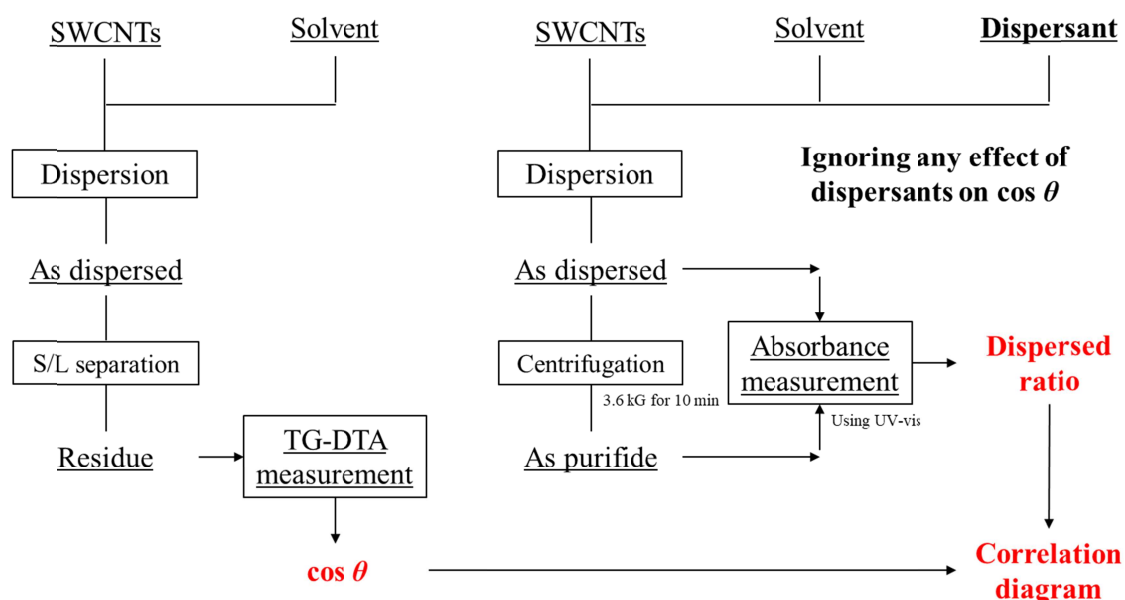 SWCNTs
Solvent
Dispersion
As dispersed
S/L separation
Residue
TG-DTA
measurement
cos θ
SWCNTs
Solvent
Dispersant
Dispersion
Ignoring any effect of
dispersants on cos θ
As dispersed
Centrifugation
3.6 kG for 10 min
As purifide
Absorbance
measurement
Using UV-vis
Dispersed
ratio
Correlation
diagram